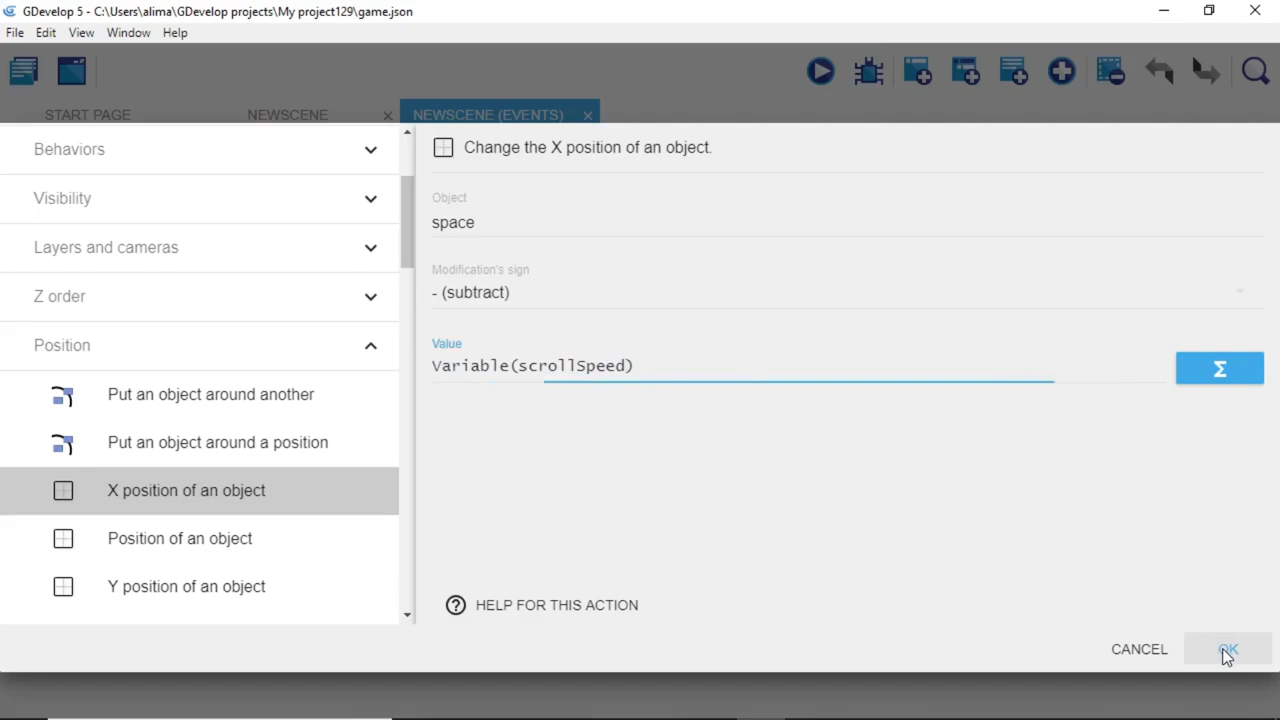 GDevelop 5 - C:\Users\alima\GDevelop projects\My project129\game.json
File Edit View Window Help
START PAGE NEWSCENE × NEWSCENE (EVENTS) ×
Behaviors
Visibility
Layers and cameras
Z order
Position
Put an object around another
Put an object around a position
X position of an object
Position of an object
Y position of an object
Change the X position of an object.
Object
space
Modification's sign
- (subtract)
Value
Variable(scrollSpeed)
Σ
HELP FOR THIS ACTION
CANCEL OK